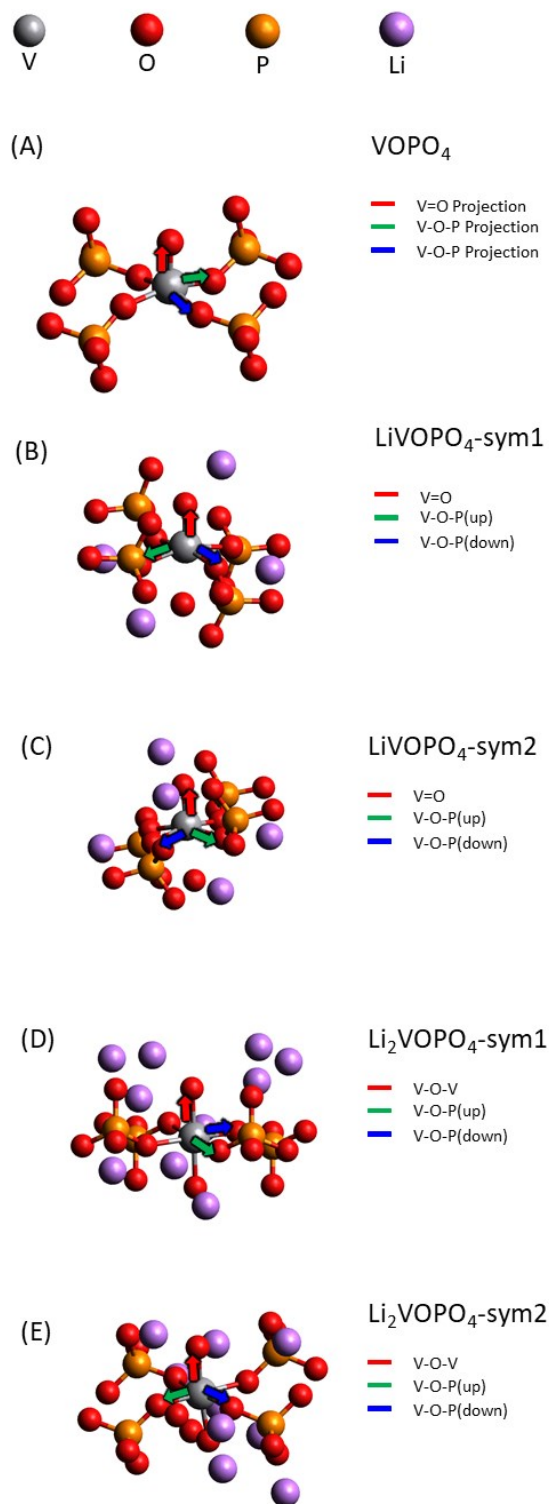 V O P Li
(A)
VOPO₄
V=O Projection
V-O-P Projection
V-O-P Projection
(B)
LiVOPO₄-sym1
V=O
V-O-P(up)
V-O-P(down)
(C)
LiVOPO₄-sym2
V=O
V-O-P(up)
V-O-P(down)
(D)
Li₂VOPO₄-sym1
V-O-V
V-O-P(up)
V-O-P(down)
(E)
Li₂VOPO₄-sym2
V-O-V
V-O-P(up)
V-O-P(down)